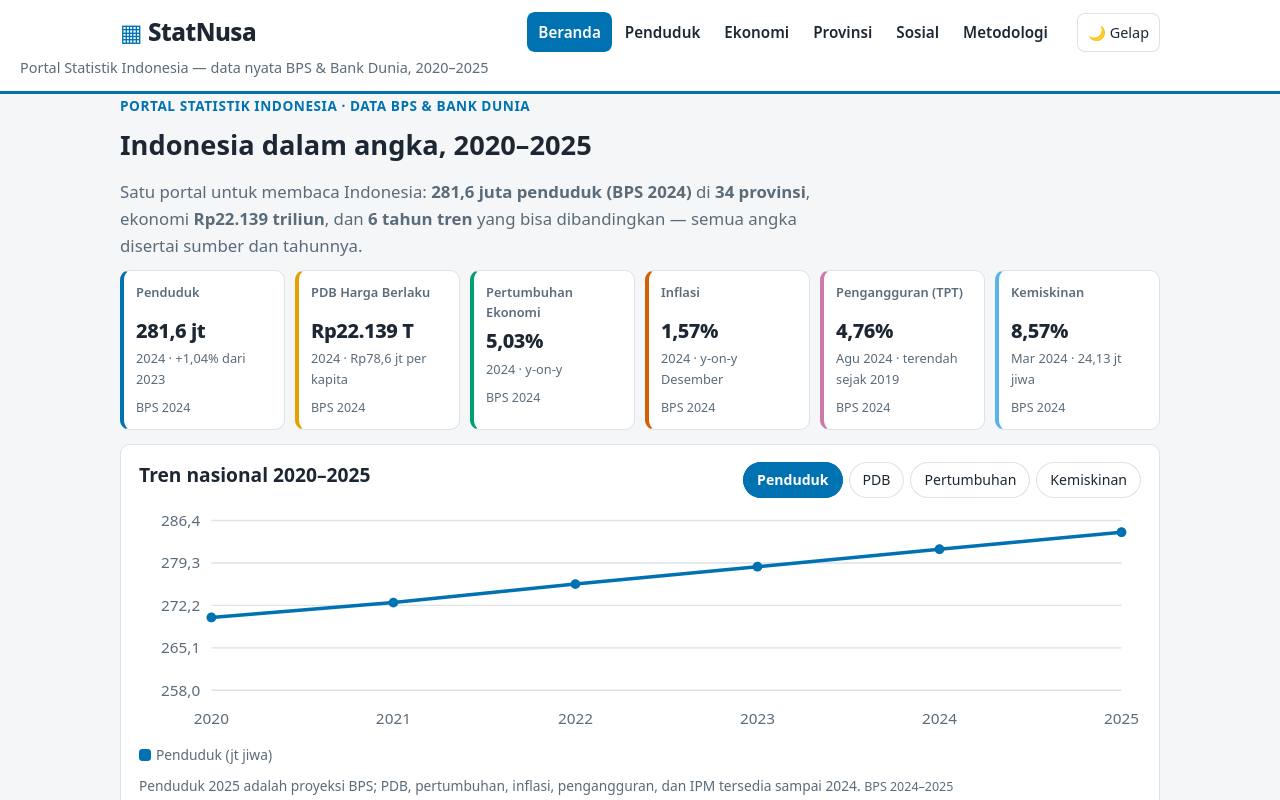 ▦ StatNusa
Beranda Penduduk Ekonomi Provinsi Sosial Metodologi 🌙 Gelap
Portal Statistik Indonesia — data nyata BPS & Bank Dunia, 2020–2025
PORTAL STATISTIK INDONESIA · DATA BPS & BANK DUNIA
Indonesia dalam angka, 2020–2025
Satu portal untuk membaca Indonesia: 281,6 juta penduduk (BPS 2024) di 34 provinsi,
ekonomi Rp22.139 triliun, dan 6 tahun tren yang bisa dibandingkan — semua angka
disertai sumber dan tahunnya.
Penduduk
281,6 jt
2024 · +1,04% dari
2023
BPS 2024
PDB Harga Berlaku
Rp22.139 T
2024 · Rp78,6 jt per
kapita
BPS 2024
Pertumbuhan
Ekonomi
5,03%
2024 · y-on-y
BPS 2024
Inflasi
1,57%
2024 · y-on-y
Desember
BPS 2024
Pengangguran (TPT)
4,76%
Agu 2024 · terendah
sejak 2019
BPS 2024
Kemiskinan
8,57%
Mar 2024 · 24,13 jt
jiwa
BPS 2024
Tren nasional 2020–2025
Penduduk PDB Pertumbuhan Kemiskinan
286,4
279,3
272,2
265,1
258,0
2020 2021 2022 2023 2024 2025
Penduduk (jt jiwa)
Penduduk 2025 adalah proyeksi BPS; PDB, pertumbuhan, inflasi, pengangguran, dan IPM tersedia sampai 2024. BPS 2024–2025